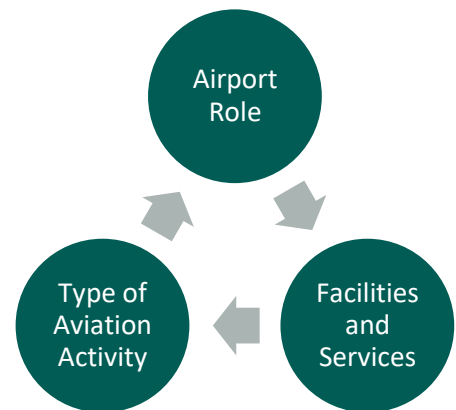 Airport
Role
Type of
Aviation
Activity
Facilities
and
Services